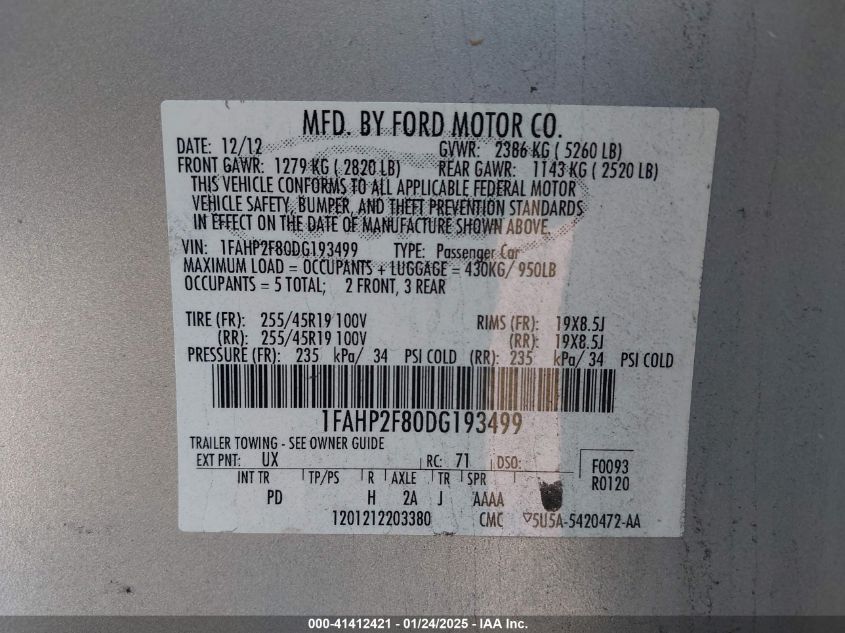 MFD. BY FORD MOTOR CO.
DATE: 12/12 GVWR: 2386 KG ( 5260 LB)
FRONT GAWR: 1279 KG ( 2820 LB) REAR GAWR: 1143 KG ( 2520 LB)
THIS VEHICLE CONFORMS TO ALL APPLICABLE FEDERAL MOTOR
VEHICLE SAFETY, BUMPER, AND THEFT PREVENTION STANDARDS
IN EFFECT ON THE DATE OF MANUFACTURE SHOWN ABOVE.
VIN: 1FAHP2F80DG193499 TYPE: Passenger Car
MAXIMUM LOAD = OCCUPANTS + LUGGAGE = 430KG/ 950LB
OCCUPANTS = 5 TOTAL; 2 FRONT, 3 REAR
TIRE (FR): 255/45R19 100V RIMS (FR): 19X8.5J
(RR): 255/45R19 100V (RR): 19X8.5J
PRESSURE (FR): 235 kPa/ 34 PSI COLD (RR): 235 kPa/ 34 PSI COLD
1FAHP2F80DG193499
TRAILER TOWING - SEE OWNER GUIDE
EXT PNT: UX RC: 71 DSO: F0093
INT TR TP/PS R AXLE TR SPR R0120
PD H 2A J AAAA
1201212203380 CMC ▽5U5A-5420472-AA
000-41412421 - 01/24/2025 - IAA Inc.